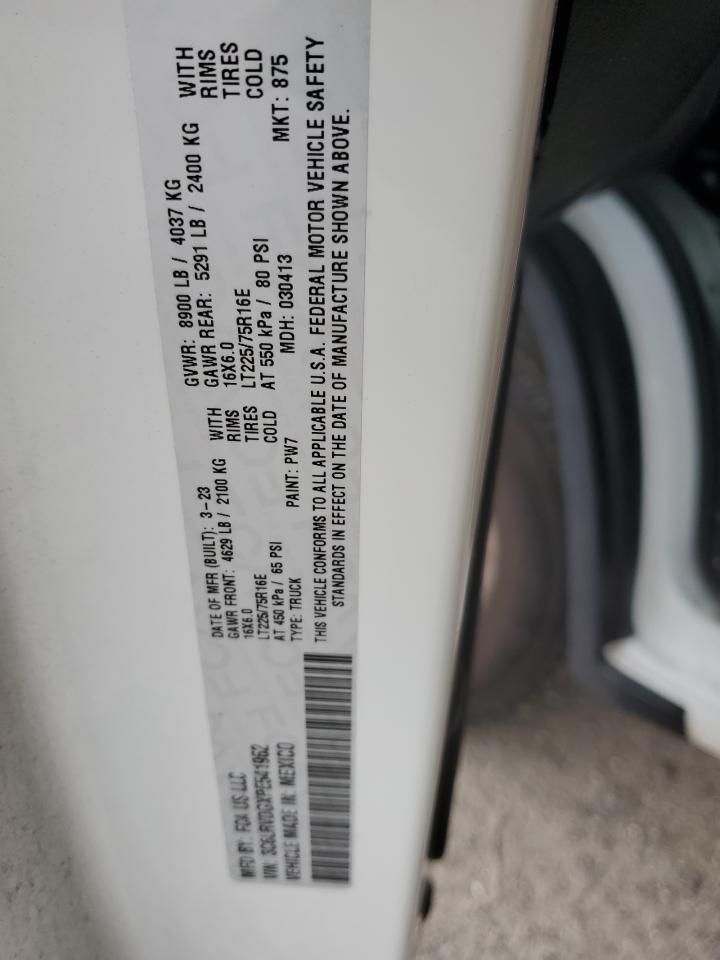 MFD BY: FCA US LLC
DATE OF MFR (BUILT): 3-23
GVWR: 8900 LB / 4037 KG
GAWR FRONT: 4629 LB / 2100 KG WITH
GAWR REAR: 5291 LB / 2400 KG WITH
16X6.0 RIMS
16X6.0 RIMS
LT225/75R16E TIRES
LT225/75R16E TIRES
AT 450 kPa / 65 PSI COLD
AT 550 kPa / 80 PSI COLD
VIN: 3C6LRVDGXPE541962
TYPE: TRUCK PAINT: PW7 MDH: 030413 MKT: 875
VEHICLE MADE IN: MEXICO
THIS VEHICLE CONFORMS TO ALL APPLICABLE U.S.A. FEDERAL MOTOR VEHICLE SAFETY
STANDARDS IN EFFECT ON THE DATE OF MANUFACTURE SHOWN ABOVE.